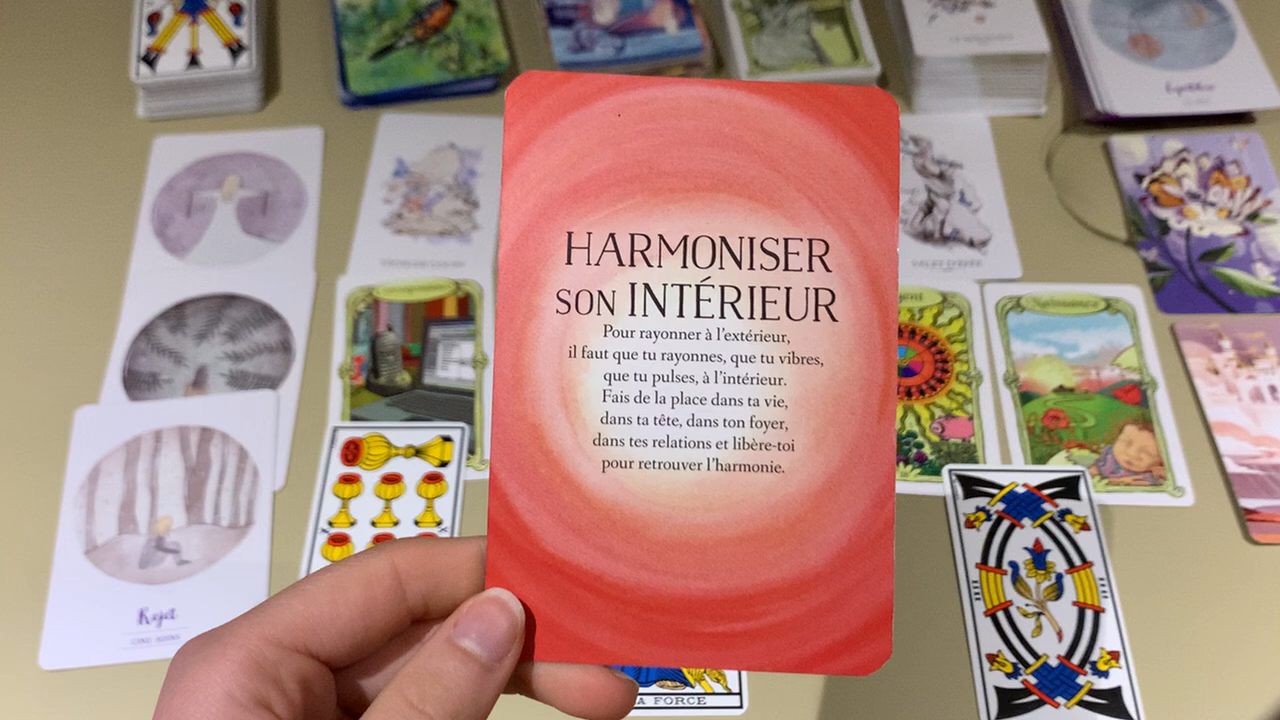 HARMONISER
SON INTÉRIEUR
Pour rayonner à l'extérieur,
il faut que tu rayonnes, que tu vibres,
que tu pulses, à l'intérieur.
Fais de la place dans ta vie,
dans ta tête, dans ton foyer,
dans tes relations et libère-toi
pour retrouver l'harmonie.
Naissance
Rejet
A FORCE